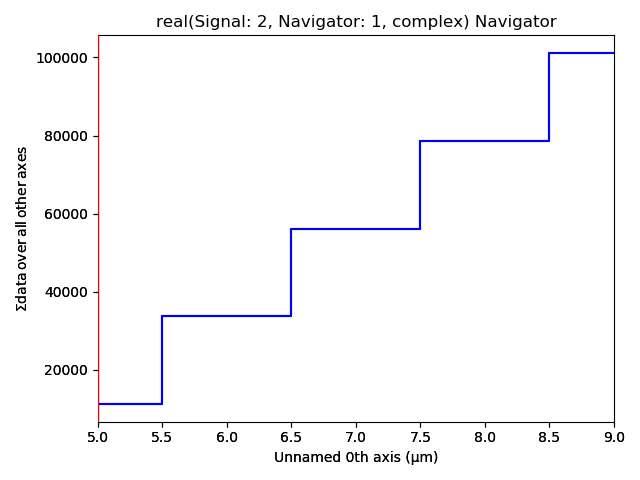 real(Signal: 2, Navigator: 1, complex) Navigator
100000
80000
60000
40000
20000
Σdata over all other axes
5.0 5.5 6.0 6.5 7.0 7.5 8.0 8.5 9.0
Unnamed 0th axis (μm)